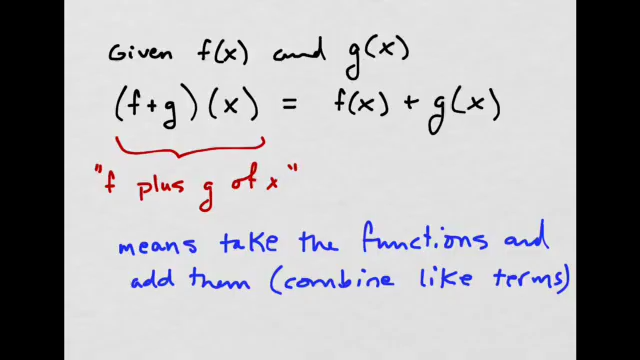 Given f(x) and g(x)
(f+g)(x) = f(x) + g(x)
"f plus g of x"
means take the functions and
add them (combine like terms)